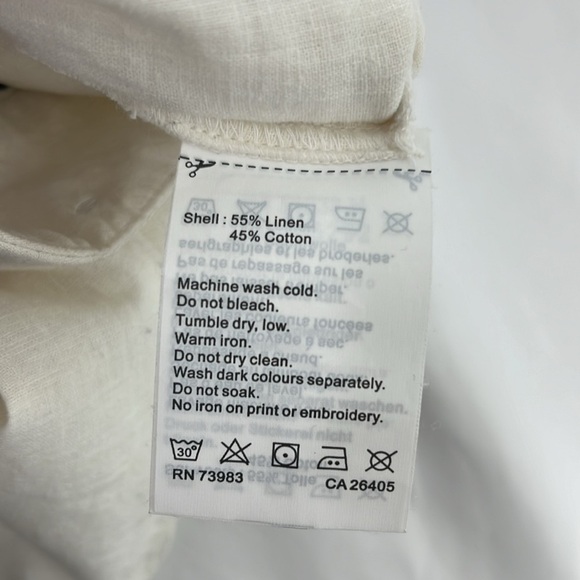 Shell : 55% Linen
45% Cotton
Machine wash cold.
Do not bleach.
Tumble dry, low.
Warm iron.
Do not dry clean.
Wash dark colours separately.
Do not soak.
No iron on print or embroidery.
30°
RN 73983 CA 26405